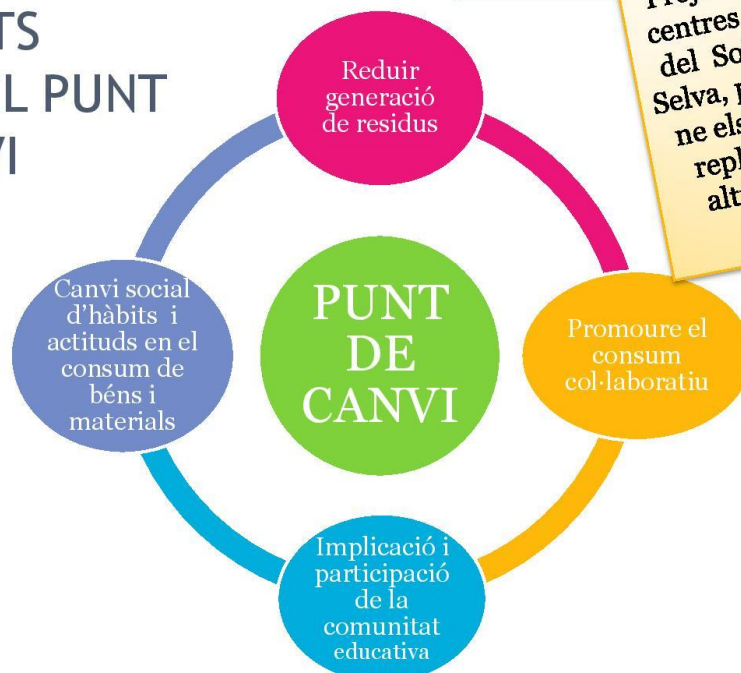 TS
L PUNT
VI
centres
del So
Selva, p
ne els
repl
alt
Reduir
generació
de residus
Canvi social
d'hàbits i
actituds en el
consum de
béns i
materials
PUNT
DE
CANVI
Promoure el
consum
col·laboratiu
Implicació i
participació
de la
comunitat
educativa